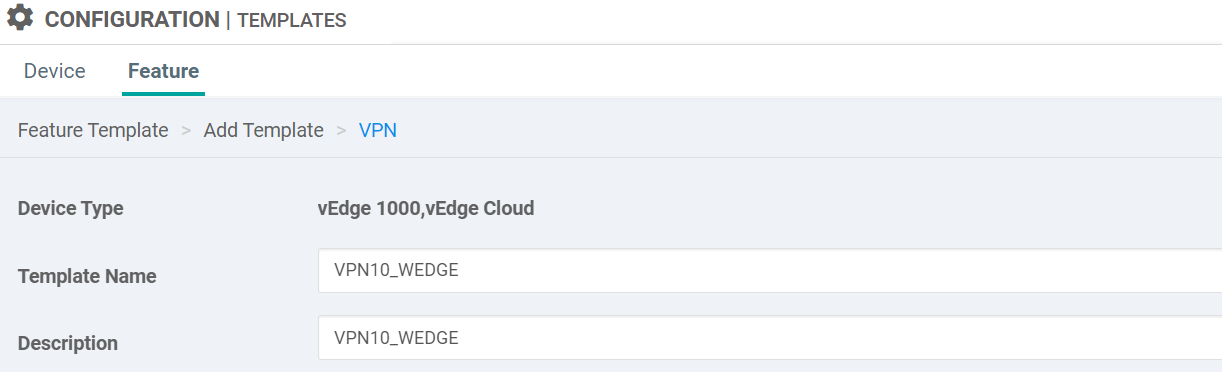 CONFIGURATION | TEMPLATES
Device Feature
Feature Template > Add Template > VPN
Device Type vEdge 1000,vEdge Cloud
Template Name VPN10_WEDGE
Description VPN10_WEDGE